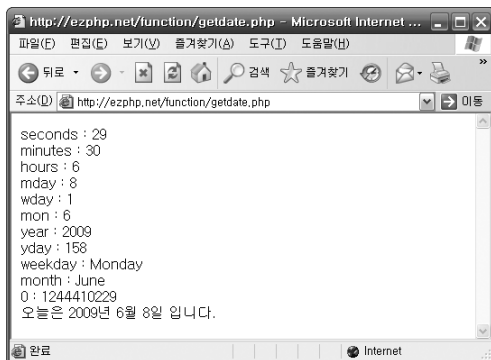 http://ezphp.net/function/getdate.php - Microsoft Internet ...
파일(F) 편집(E) 보기(V) 즐겨찾기(A) 도구(T) 도움말(H)
뒤로 검색 즐겨찾기 »
주소(D) http://ezphp.net/function/getdate.php 이동
seconds : 29
minutes : 30
hours : 6
mday : 8
wday : 1
mon : 6
year : 2009
yday : 158
weekday : Monday
month : June
0 : 1244410229
오늘은 2009년 6월 8일 입니다.
완료 Internet